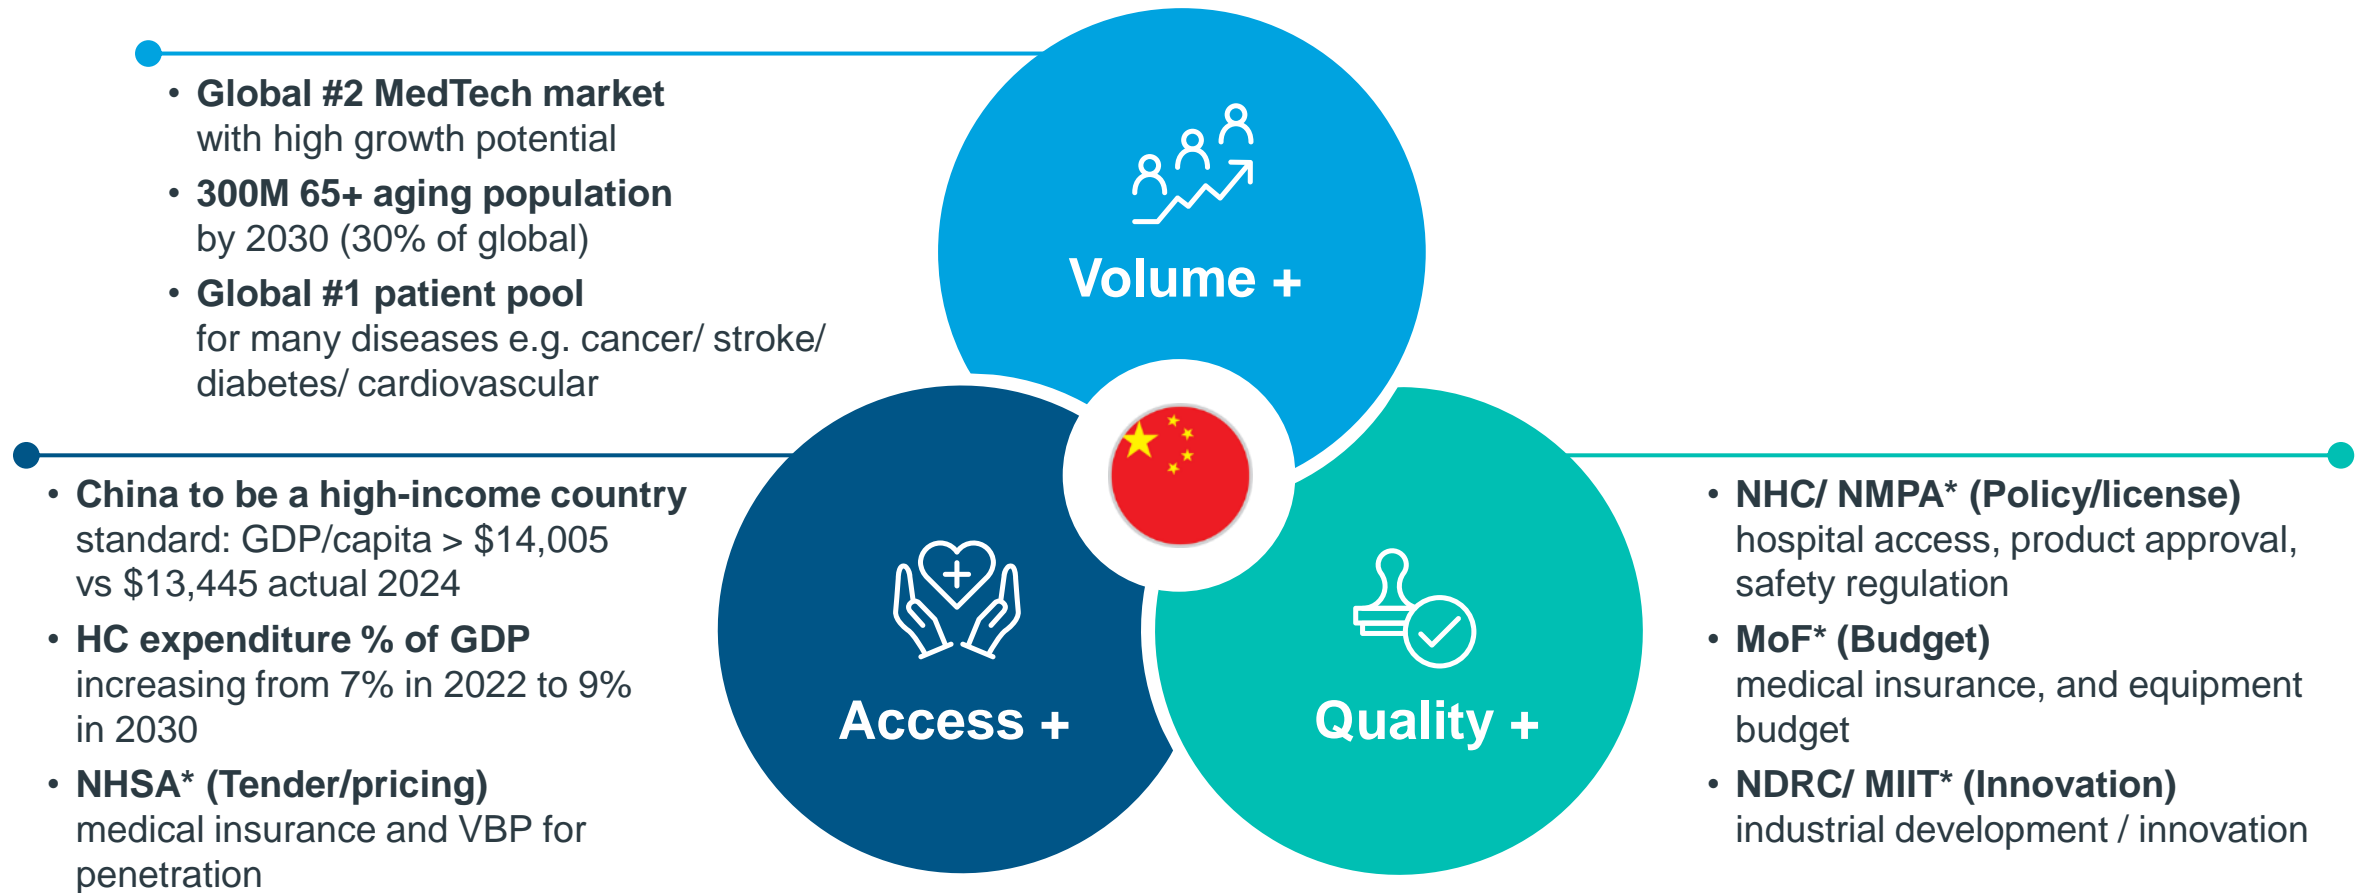 • Global #2 MedTech market
with high growth potential
• 300M 65+ aging population
by 2030 (30% of global)
• Global #1 patient pool
for many diseases e.g. cancer/ stroke/
diabetes/ cardiovascular
Volume +
• China to be a high-income country
standard: GDP/capita > $14,005
vs $13,445 actual 2024
• HC expenditure % of GDP
increasing from 7% in 2022 to 9%
in 2030
• NHSA* (Tender/pricing)
medical insurance and VBP for
penetration
Access +
Quality +
• NHC/ NMPA* (Policy/license)
hospital access, product approval,
safety regulation
• MoF* (Budget)
medical insurance, and equipment
budget
• NDRC/ MIIT* (Innovation)
industrial development / innovation